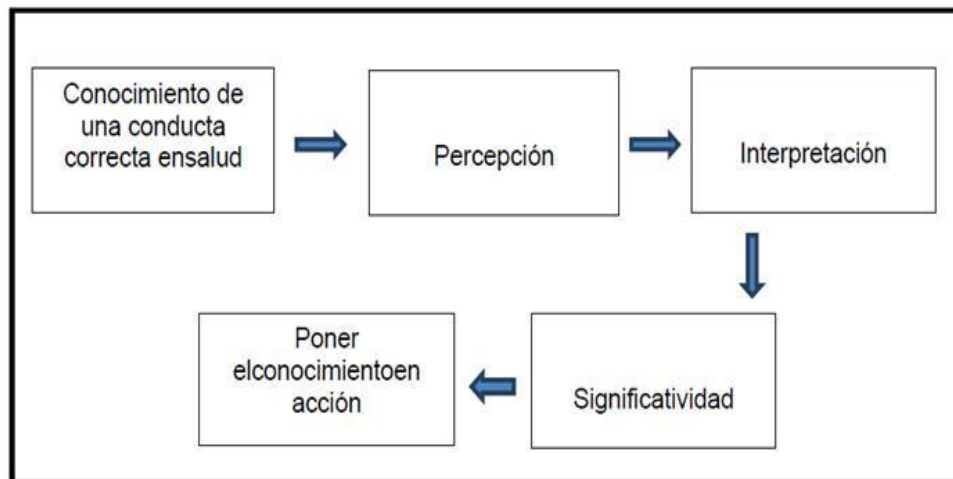 Conocimiento de
una conducta
correcta ensalud
Percepción
Interpretación
Significatividad
Poner
elconocimientoen
acción